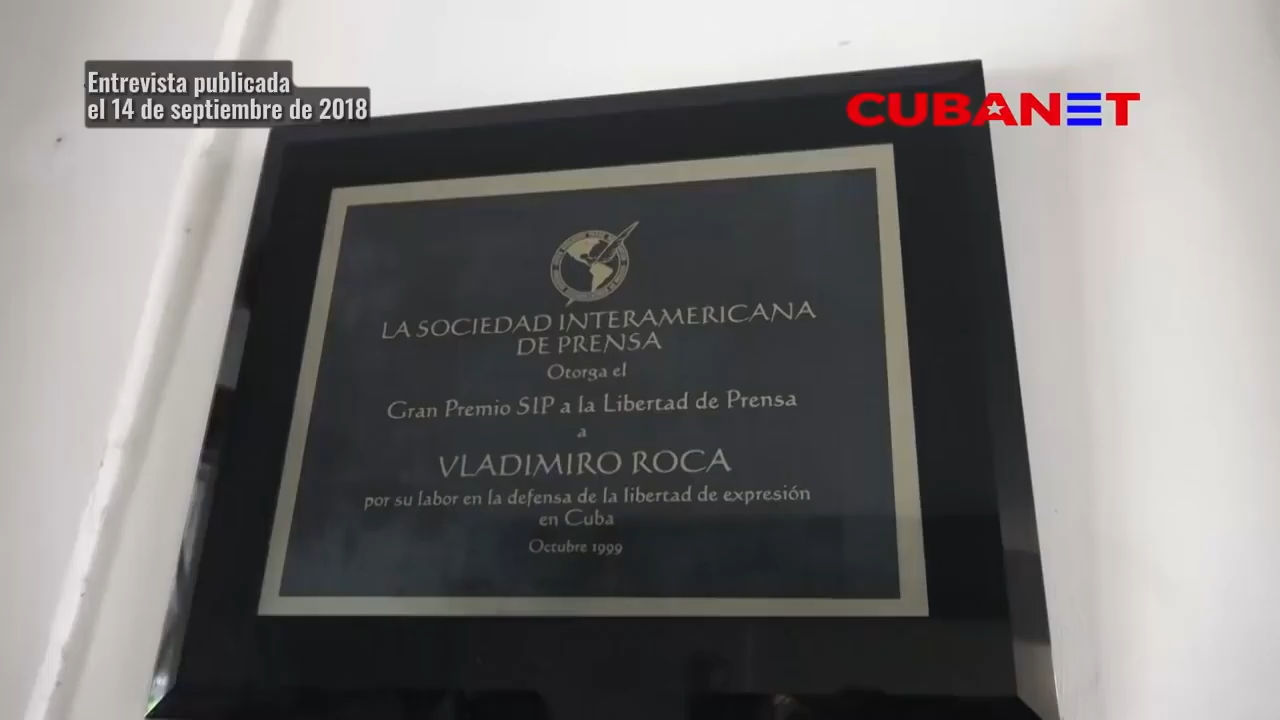 Entrevista publicada
el 14 de septiembre de 2018
CUBANET
LA SOCIEDAD INTERAMERICANA
DE PRENSA
Otorga el
Gran Premio SIP a la Libertad de Prensa
a
VLADIMIRO ROCA
por su labor en la defensa de la libertad de expresión
en Cuba
Octubre 1999